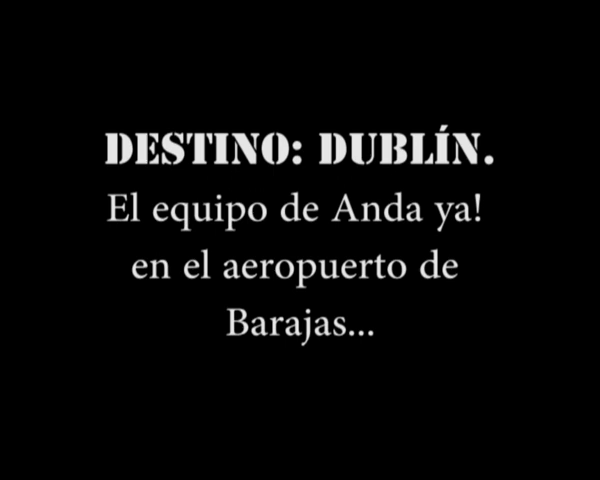 DESTINO: DUBLÍN.
El equipo de Anda ya!
en el aeropuerto de
Barajas...